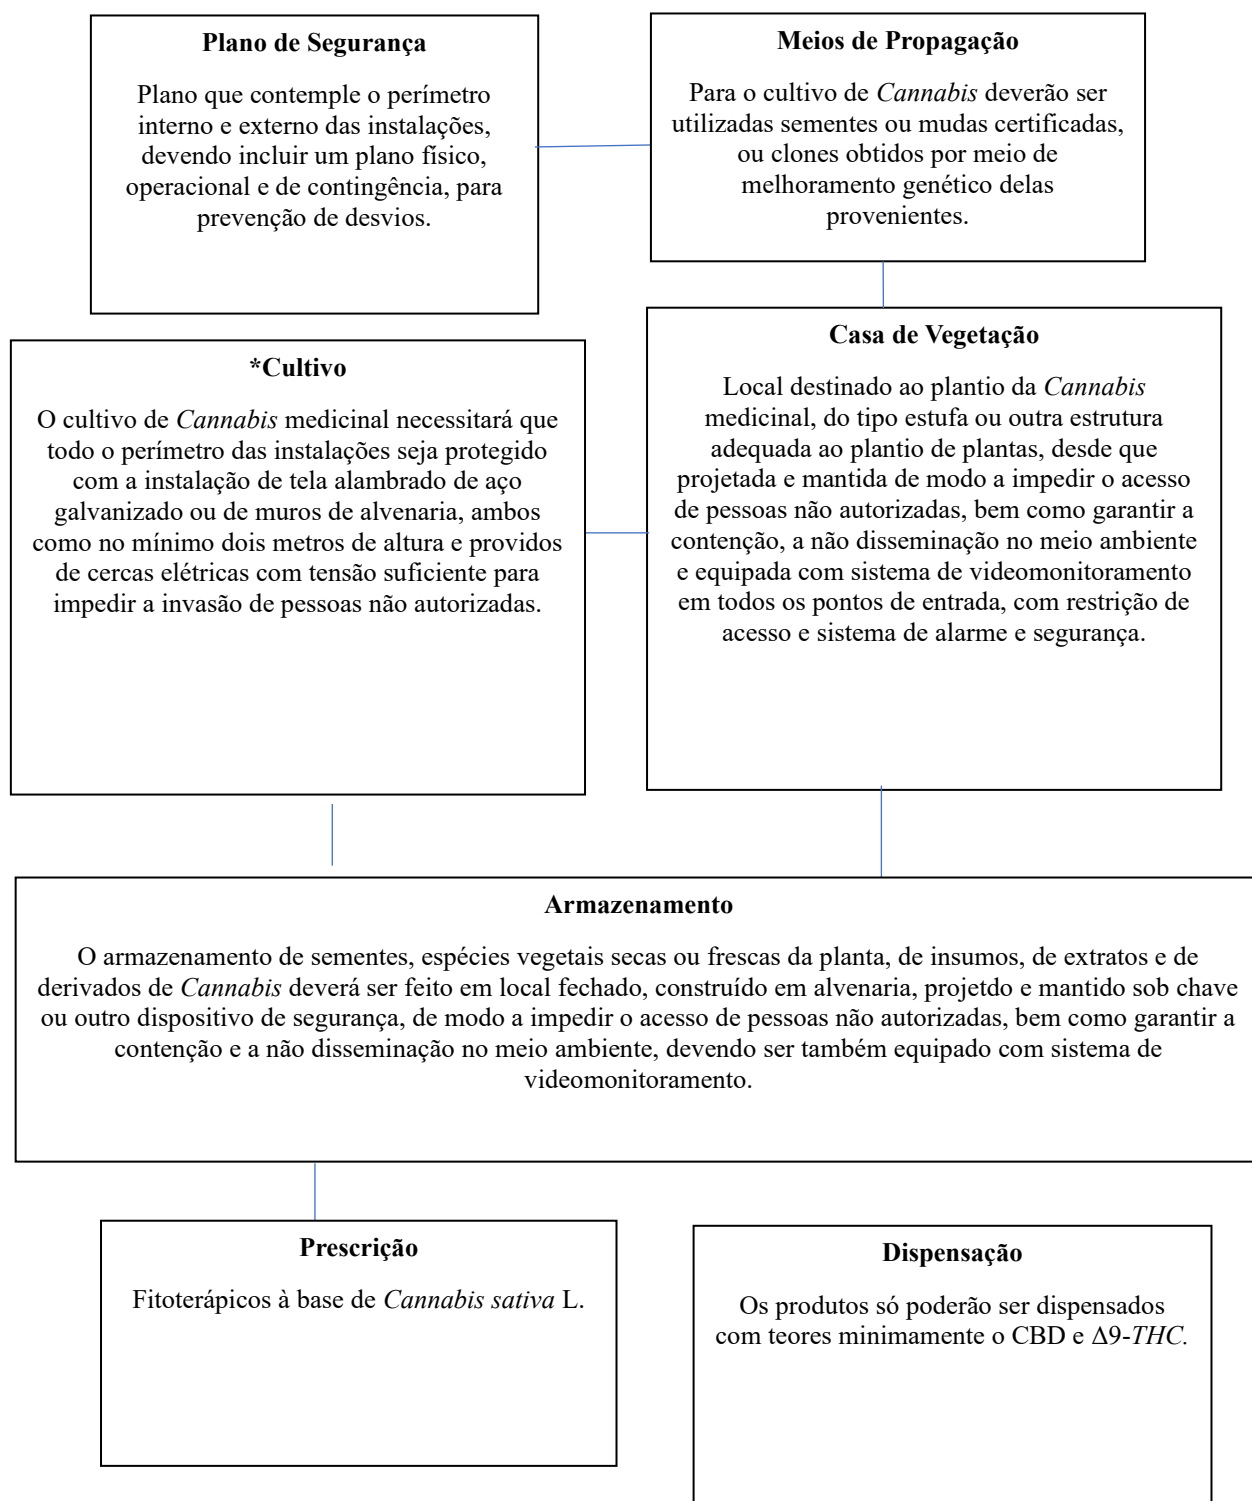 Plano de Segurança
Plano que contemple o perímetro
interno e externo das instalações,
devendo incluir um plano físico,
operacional e de contingência, para
prevenção de desvios.
Meios de Propagação
Para o cultivo de Cannabis deverão ser
utilizadas sementes ou mudas certificadas,
ou clones obtidos por meio de
melhoramento genético delas
provenientes.
*Cultivo
O cultivo de Cannabis medicinal necessitará que
todo o perímetro das instalações seja protegido
com a instalação de tela alambrado de aço
galvanizado ou de muros de alvenaria, ambos
como no mínimo dois metros de altura e providos
de cercas elétricas com tensão suficiente para
impedir a invasão de pessoas não autorizadas.
Casa de Vegetação
Local destinado ao plantio da Cannabis
medicinal, do tipo estufa ou outra estrutura
adequada ao plantio de plantas, desde que
projetada e mantida de modo a impedir o acesso
de pessoas não autorizadas, bem como garantir a
contenção, a não disseminação no meio ambiente
e equipada com sistema de videomonitoramento
em todos os pontos de entrada, com restrição de
acesso e sistema de alarme e segurança.
Armazenamento
O armazenamento de sementes, espécies vegetais secas ou frescas da planta, de insumos, de extratos e de
derivados de Cannabis deverá ser feito em local fechado, construído em alvenaria, projetdo e mantido sob chave
ou outro dispositivo de segurança, de modo a impedir o acesso de pessoas não autorizadas, bem como garantir a
contenção e a não disseminação no meio ambiente, devendo ser também equipado com sistema de
videomonitoramento.
Prescrição
Fitoterápicos à base de Cannabis sativa L.
Dispensação
Os produtos só poderão ser dispensados
com teores minimamente o CBD e Δ9-THC.